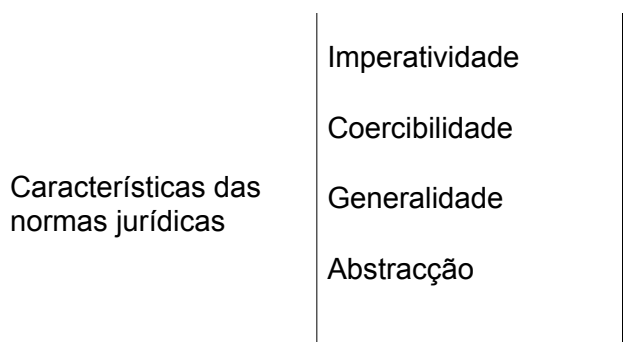 Características das
normas jurídicas
Imperatividade
Coercibilidade
Generalidade
Abstracção